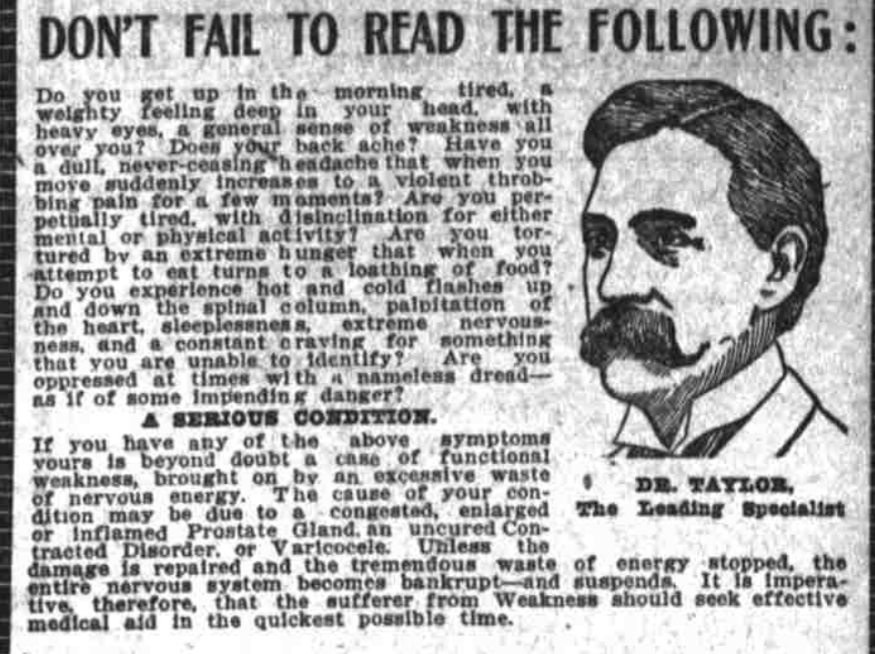 DON'T FAIL TO READ THE FOLLOWING:
Do you get up in the morning tired, a
weighty feeling deep in your head, with
heavy eyes, a general sense of weakness all
over you? Does your back ache? Have you
a dull, never-ceasing headache that when you
move suddenly increases to a violent throb-
bing pain for a few moments? Are you per-
petually tired, with disinclination for either
mental or physical activity? Are you tor-
tured by an extreme hunger that when you
attempt to eat turns to a loathing of food?
Do you experience hot and cold flashes up
and down the spinal column, palpitation of
the heart, sleeplessness, extreme nervous-
ness, and a constant craving for something
that you are unable to identify? Are you
oppressed at times with a nameless dread—
as if of some impending danger?
A SERIOUS CONDITION.
If you have any of the above symptoms
yours is beyond doubt a case of functional
weakness, brought on by an excessive waste
of nervous energy. The cause of your con-
dition may be due to a congested, enlarged
or inflamed Prostate Gland, an uncured Con-
tracted Disorder, or Varicocele. Unless the
damage is repaired and the tremendous waste of energy stopped, the
entire nervous system becomes bankrupt—and suspends. It is impera-
tive, therefore, that the sufferer from Weakness should seek effective
medical aid in the quickest possible time.
DR. TAYLOR,
The Leading Specialist